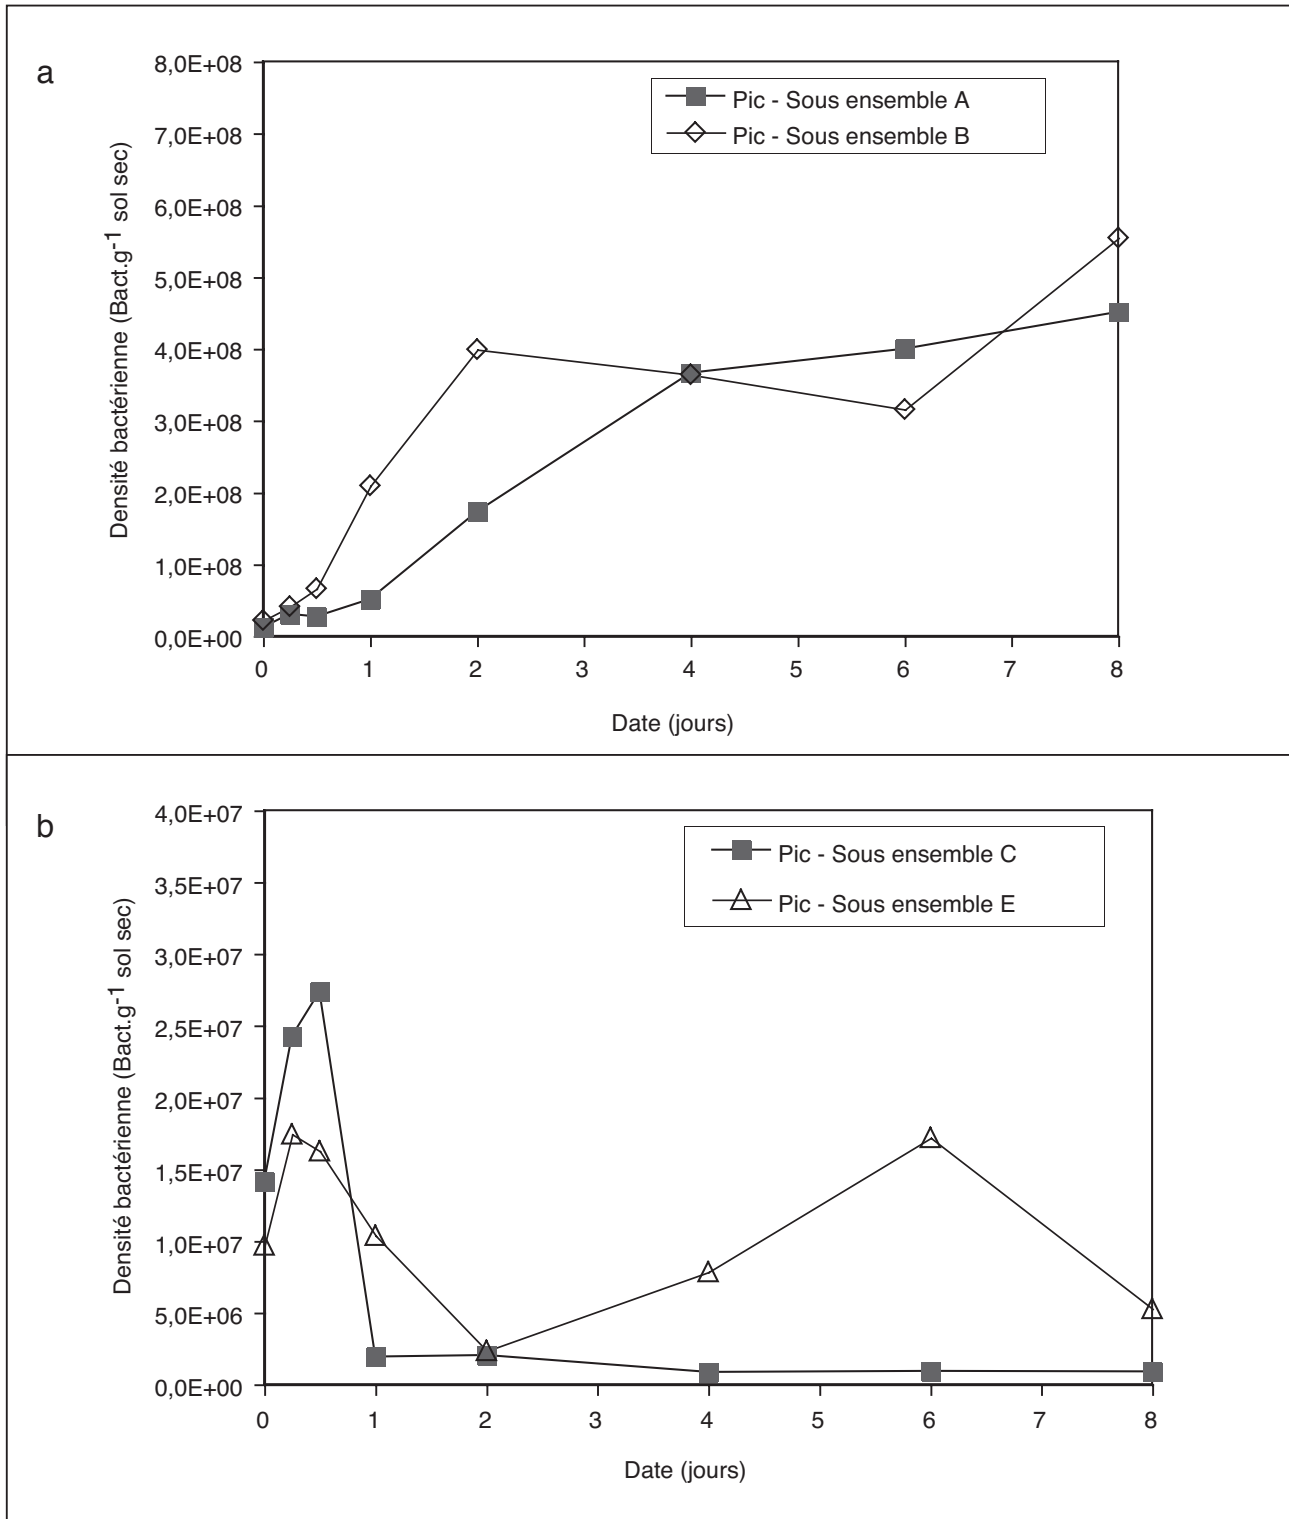 a
8,0E+08
7,0E+08
6,0E+08
5,0E+08
4,0E+08
3,0E+08
2,0E+08
1,0E+08
0,0E+00
Densité bactérienne (Bact.g-1 sol sec)
Pic - Sous ensemble A
Pic - Sous ensemble B
0 1 2 3 4 5 6 7 8
Date (jours)
b
4,0E+07
3,5E+07
3,0E+07
2,5E+07
2,0E+07
1,5E+07
1,0E+07
5,0E+06
0,0E+00
Densité bactérienne (Bact.g-1 sol sec)
Pic - Sous ensemble C
Pic - Sous ensemble E
0 1 2 3 4 5 6 7 8
Date (jours)